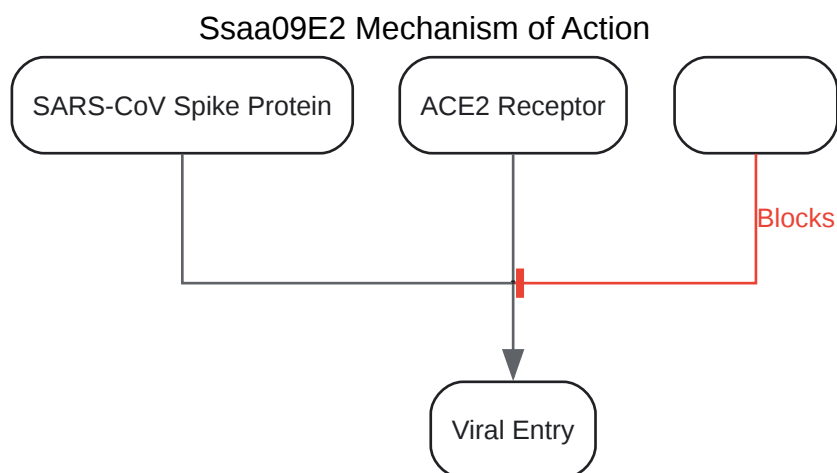 Ssaa09E2 Mechanism of Action
SARS-CoV Spike Protein
ACE2 Receptor
Blocks
Viral Entry